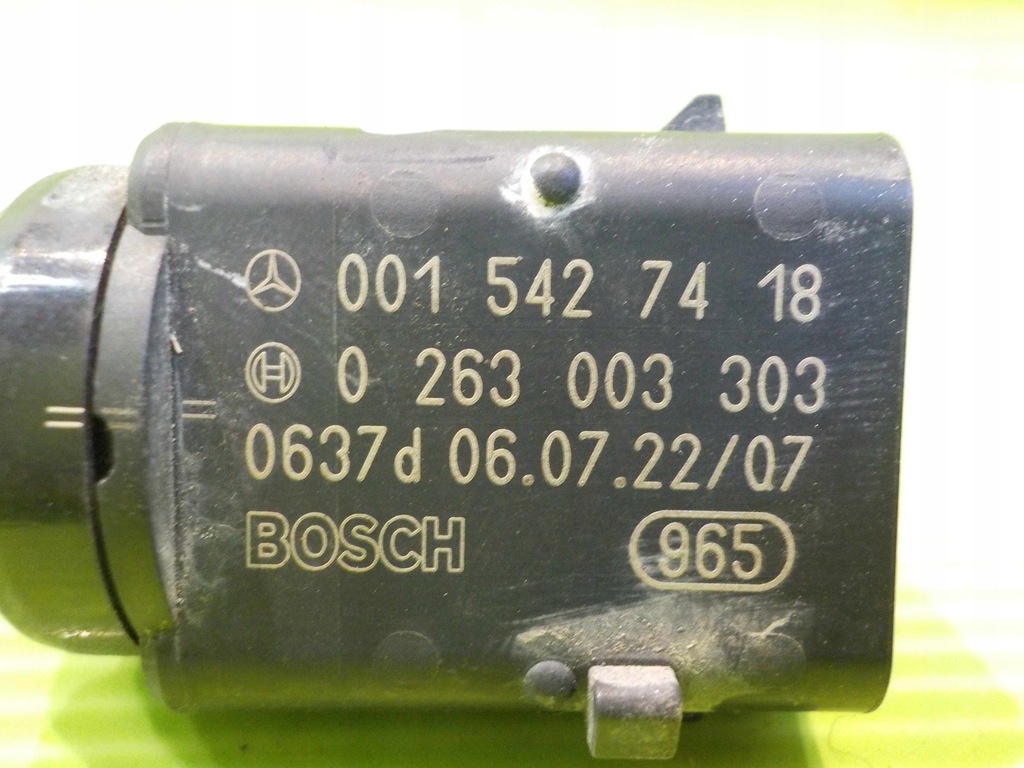 001 542 74 18
0 263 003 303
0637d 06.07.22/07
BOSCH 965